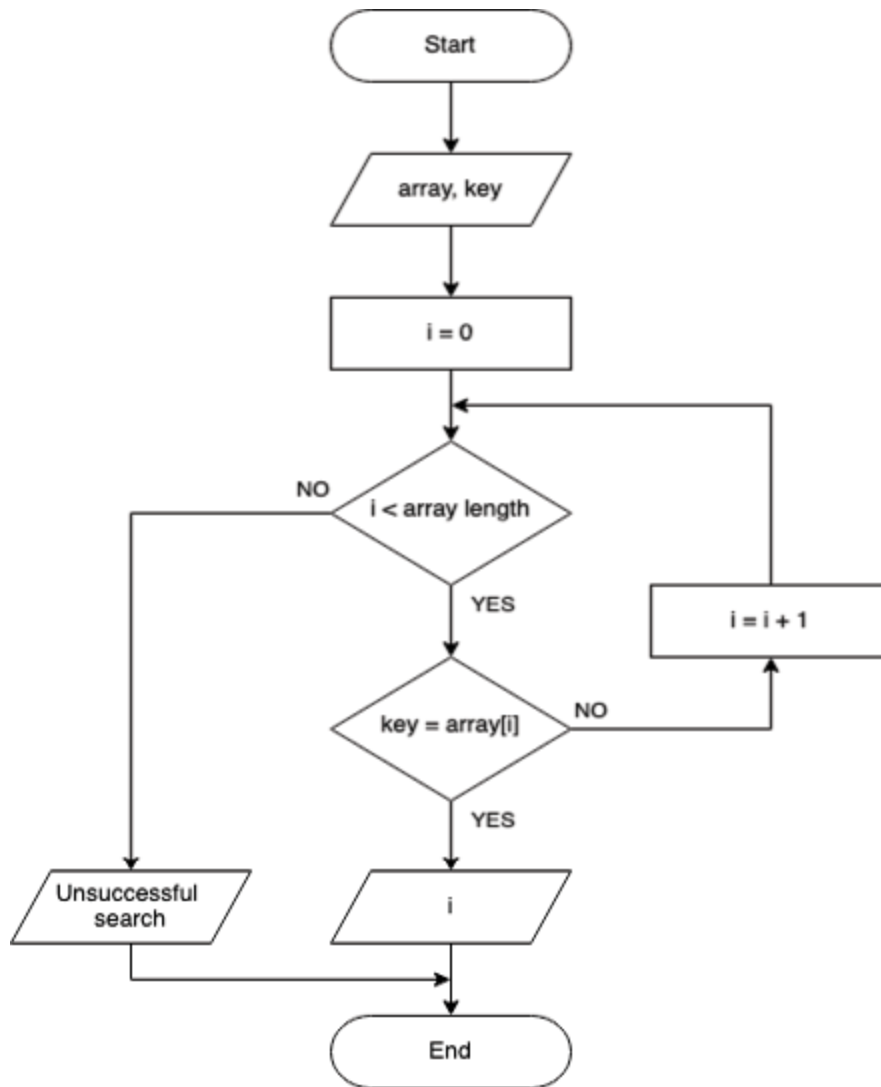 Start
array, key
i = 0
NO
i < array length
YES
i = i + 1
key = array[i]
NO
YES
Unsuccessful
search
i
End